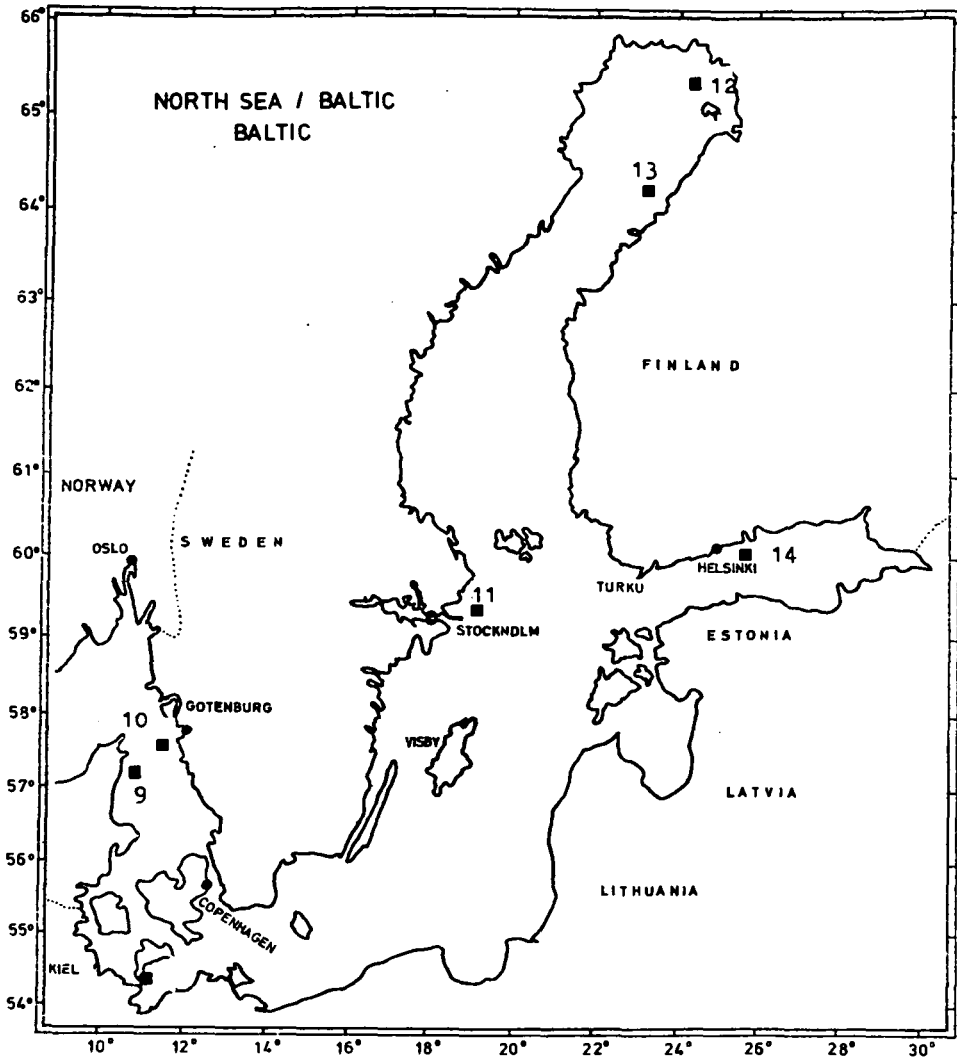 66°
NORTH SEA / BALTIC
BALTIC
12
65°
13
64°
63°
FINLAND
62°
61°
NORWAY
60°
OSLO
SWEDEN
14
HELSINKI
TURKU
11
59°
STOCKNOLM
ESTONIA
58°
GOTENBURG
10
VISBY
57°
9
LATVIA
56°
LITHUANIA
55°
COPENHAGEN
KIEL
54°
10° 12° 14° 16° 18° 20° 22° 24° 26° 28° 30°